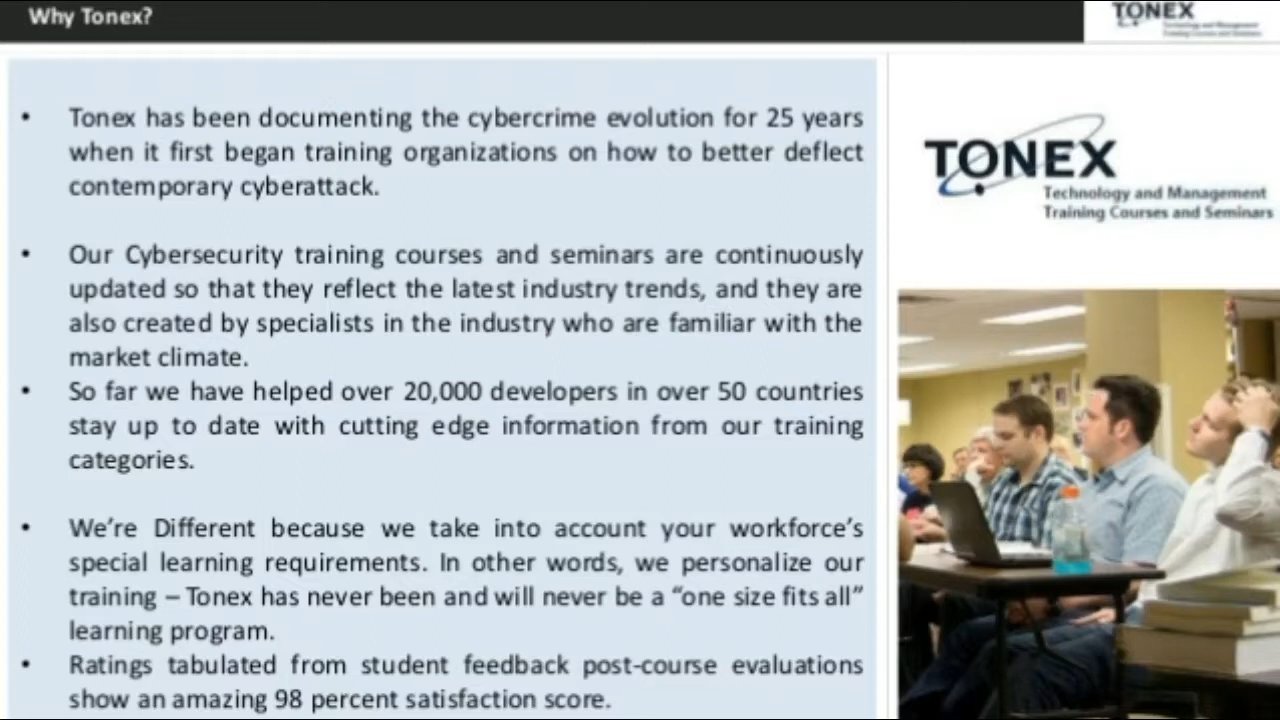 Why Tonex?
TONEX
Technology and Management
Training Courses and Seminars
• Tonex has been documenting the cybercrime evolution for 25 years
when it first began training organizations on how to better deflect
contemporary cyberattack.
• Our Cybersecurity training courses and seminars are continuously
updated so that they reflect the latest industry trends, and they are
also created by specialists in the industry who are familiar with the
market climate.
• So far we have helped over 20,000 developers in over 50 countries
stay up to date with cutting edge information from our training
categories.
• We're Different because we take into account your workforce's
special learning requirements. In other words, we personalize our
training – Tonex has never been and will never be a “one size fits all”
learning program.
• Ratings tabulated from student feedback post-course evaluations
show an amazing 98 percent satisfaction score.
TONEX
Technology and Management
Training Courses and Seminars